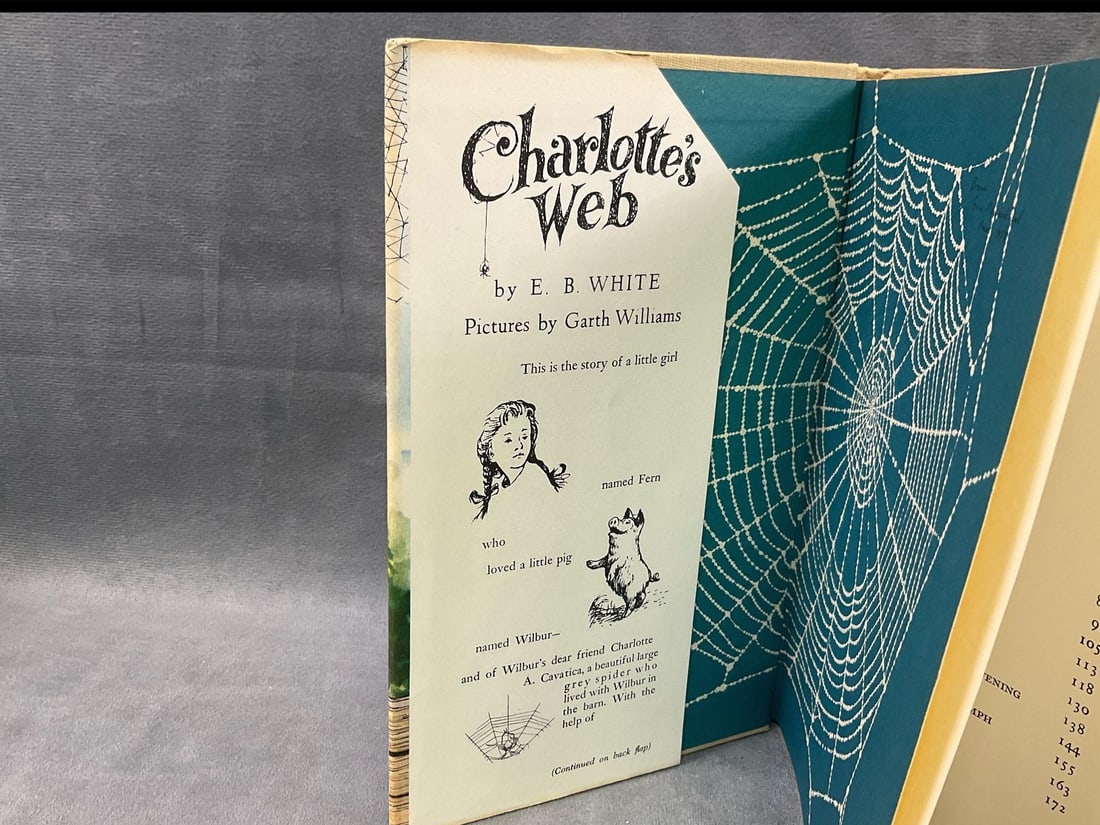 Charlotte's
Web
by E. B. WHITE
Pictures by Garth Williams
This is the story of a little girl
named Fern
who
loved a little pig
named Wilbur—
and of Wilbur's dear friend Charlotte
A. Cavatica, a beautiful large
grey spider who
lived with Wilbur in
the barn. With the
help of
(Continued on back flap)
105
113
ENING 118
130
MPH 138
144
155
163
172